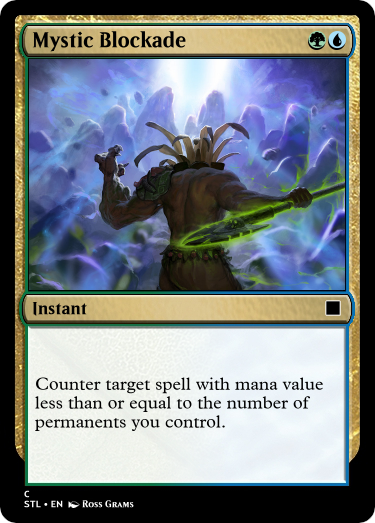 Mystic Blockade
Instant
Counter target spell with mana value
less than or equal to the number of
permanents you control.
C
STL • EN Ross Grams